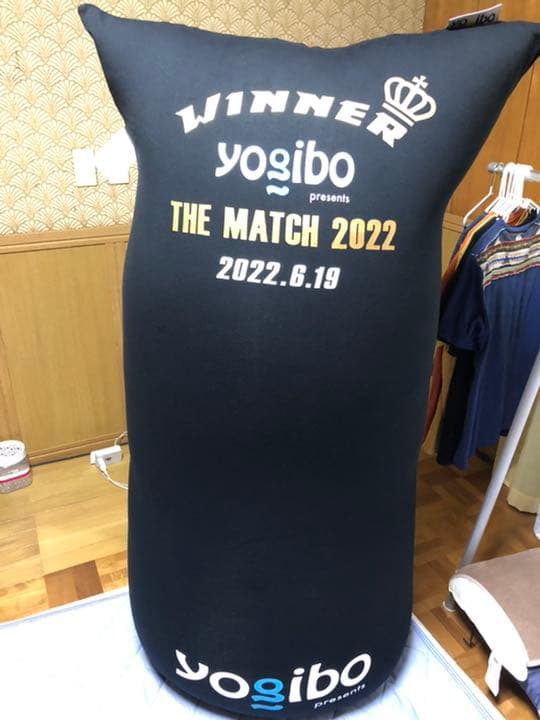 WINNER
yogibo
presents
THE MATCH 2022
2022.6.19
yogibo
presents